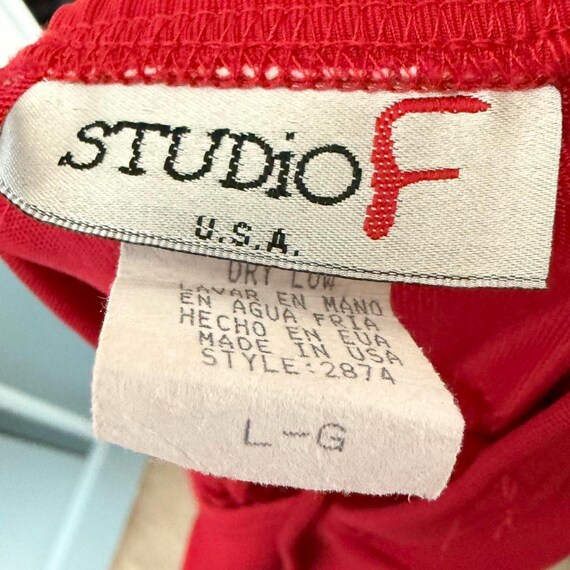 STUDiO F
U.S.A.
DRY LOW
LAVAR EN MANO
EN AGUA FRIA
HECHO EN EUA
MADE IN USA
STYLE:2874
L-G